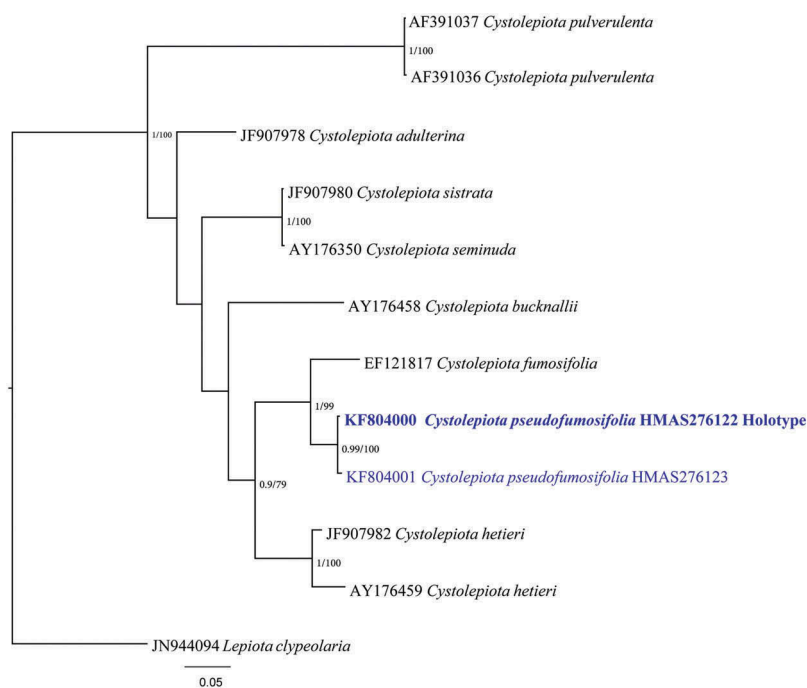 AF391037 Cystolepiota pulverulenta
1/100
AF391036 Cystolepiota pulverulenta
1/100
JF907978 Cystolepiota adulterina
JF907980 Cystolepiota sistrata
1/100
AY176350 Cystolepiota seminuda
AY176458 Cystolepiota bucknallii
EF121817 Cystolepiota fumosifolia
1/99
KF804000 Cystolepiota pseudofumosifolia HMAS276122 Holotype
0.99/100
KF804001 Cystolepiota pseudofumosifolia HMAS276123
0.9/79
JF907982 Cystolepiota hetieri
1/100
AY176459 Cystolepiota hetieri
JN944094 Lepiota clypeolaria
0.05